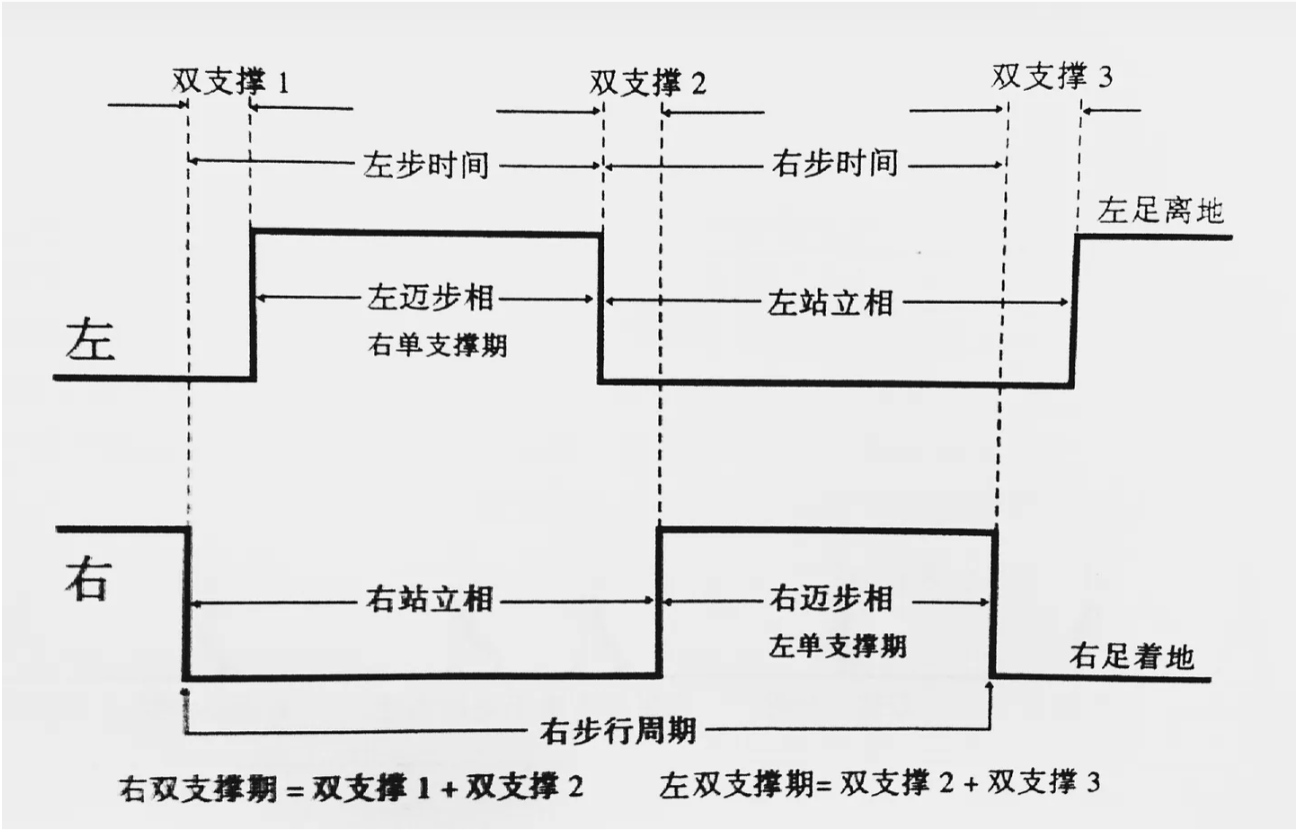 双支撑 1 双支撑 2 双支撑 3
左步时间 右步时间
左足离地
左迈步相 左站立相
右单支撑期
左
右
右站立相 右迈步相
左单支撑期
右足着地
右步行周期
右双支撑期 = 双支撑 1 + 双支撑 2 左双支撑期= 双支撑 2 + 双支撑 3